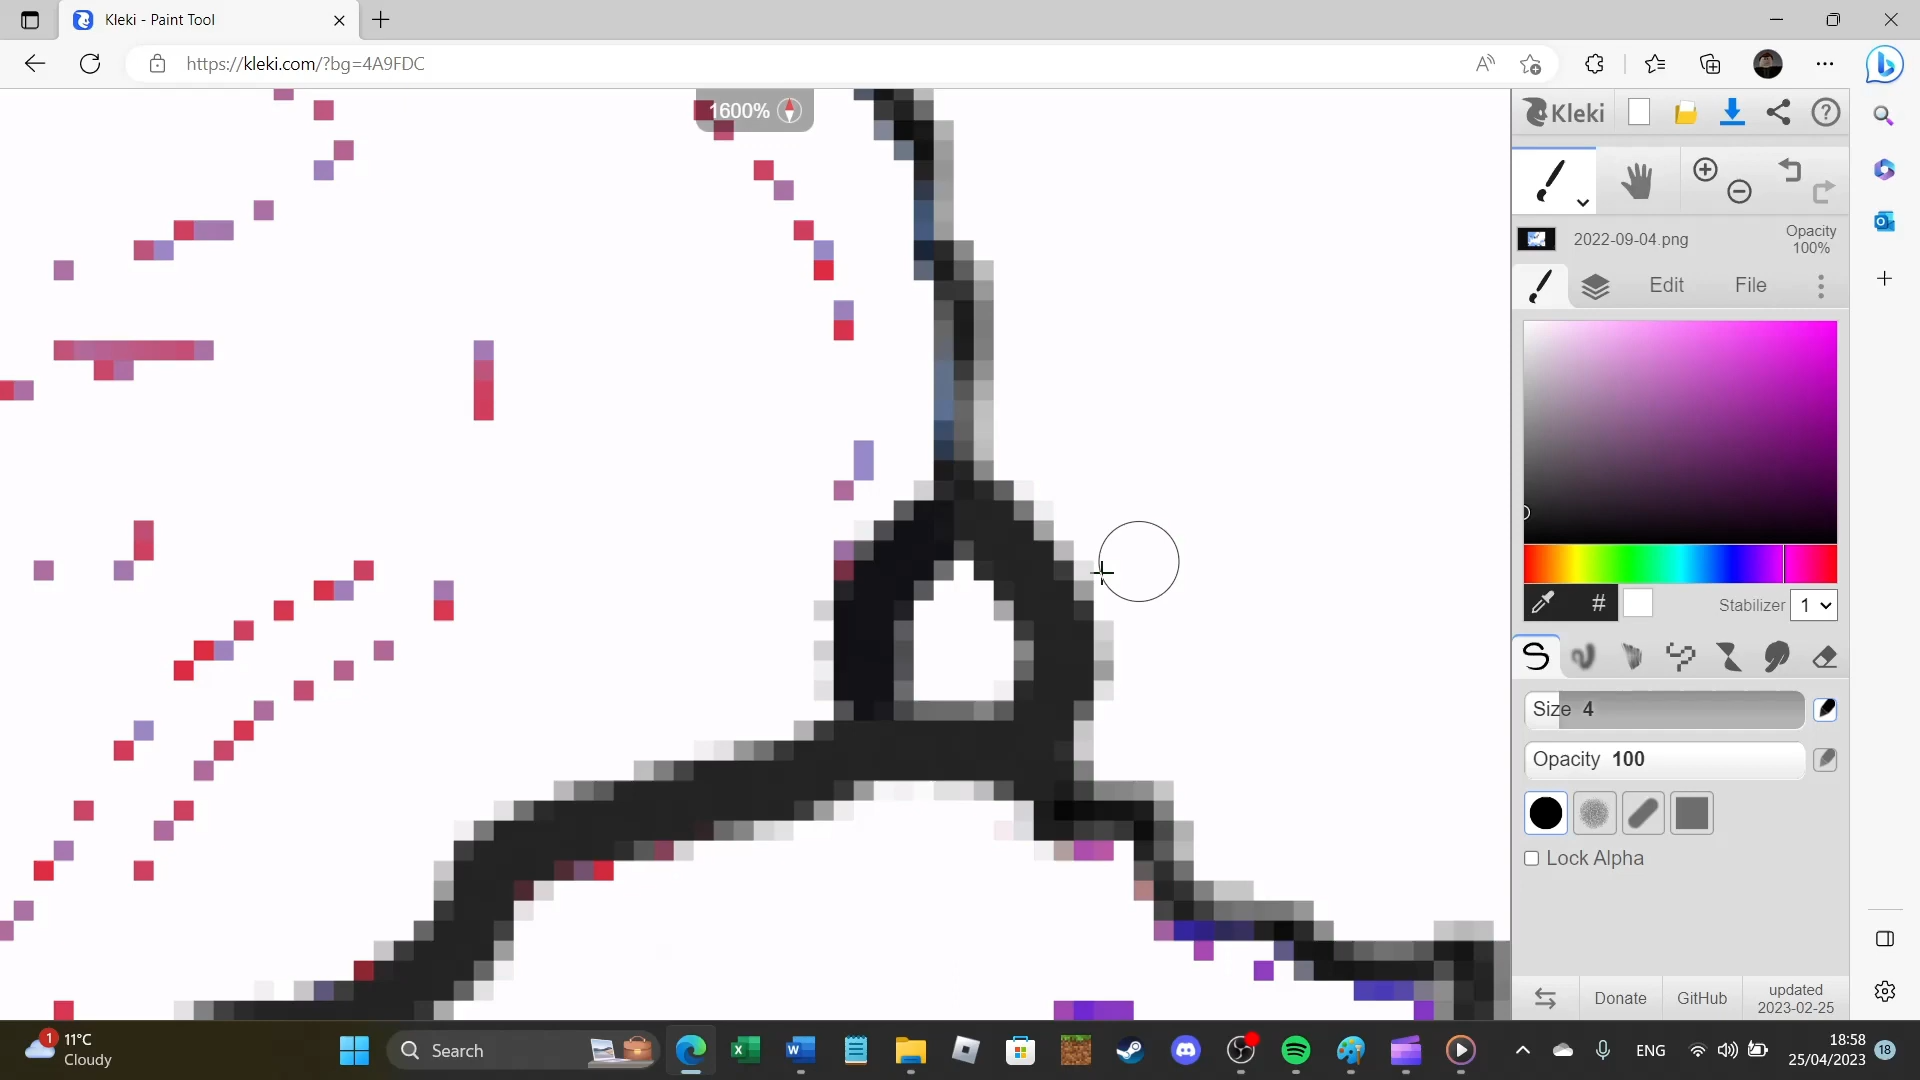 Kleki - Paint Tool
https://kleki.com/?bg=4A9FDC
1600%
Kleki
2022-09-04.png
Opacity
100%
Edit
File
#
Stabilizer 1
Size 4
Opacity 100
Lock Alpha
Donate
GitHub
updated
2023-02-25
1
11°C
Cloudy
Search
ENG
18:58
25/04/2023
18